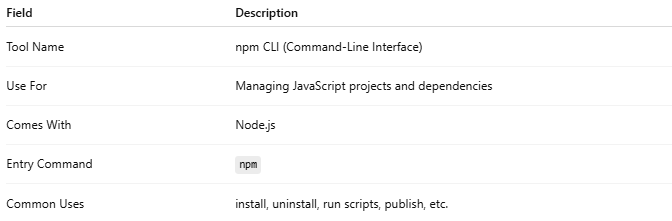 Field Description
Tool Name npm CLI (Command-Line Interface)
Use For Managing JavaScript projects and dependencies
Comes With Node.js
Entry Command npm
Common Uses install, uninstall, run scripts, publish, etc.